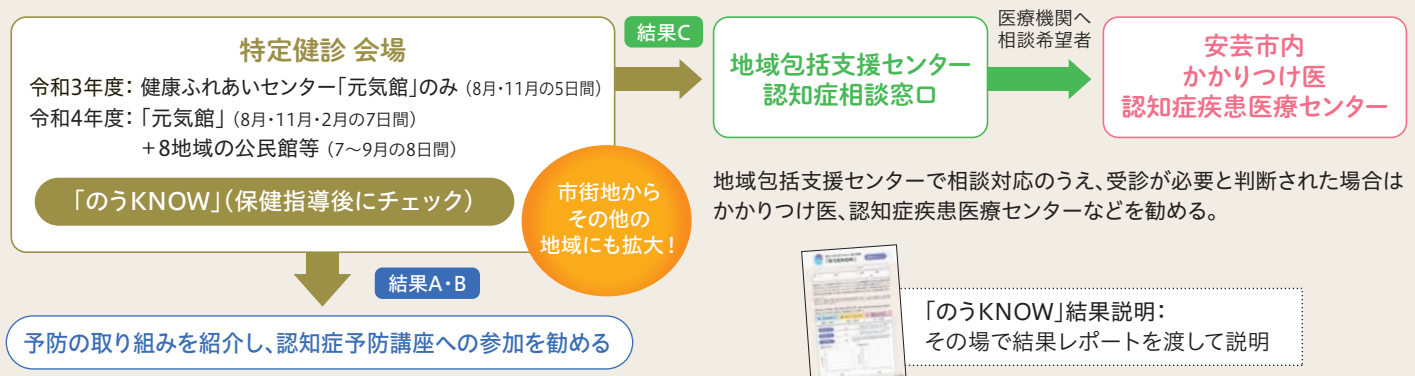 特定健診 会場
令和3年度：健康ふれあいセンター「元気館」のみ（8月・11月の5日間）
令和4年度：「元気館」（8月・11月・2月の7日間）
＋8地域の公民館等（7〜9月の8日間）
「のうKNOW」（保健指導後にチェック）
市街地から
その他の
地域にも拡大！
結果A・B
予防の取り組みを紹介し、認知症予防講座への参加を勧める
結果C
地域包括支援センター
認知症相談窓口
医療機関へ
相談希望者
安芸市内
かかりつけ医
認知症疾患医療センター
地域包括支援センターで相談対応のうえ、受診が必要と判断された場合は
かかりつけ医、認知症疾患医療センターなどを勧める。
「のうKNOW」結果説明：
その場で結果レポートを渡して説明